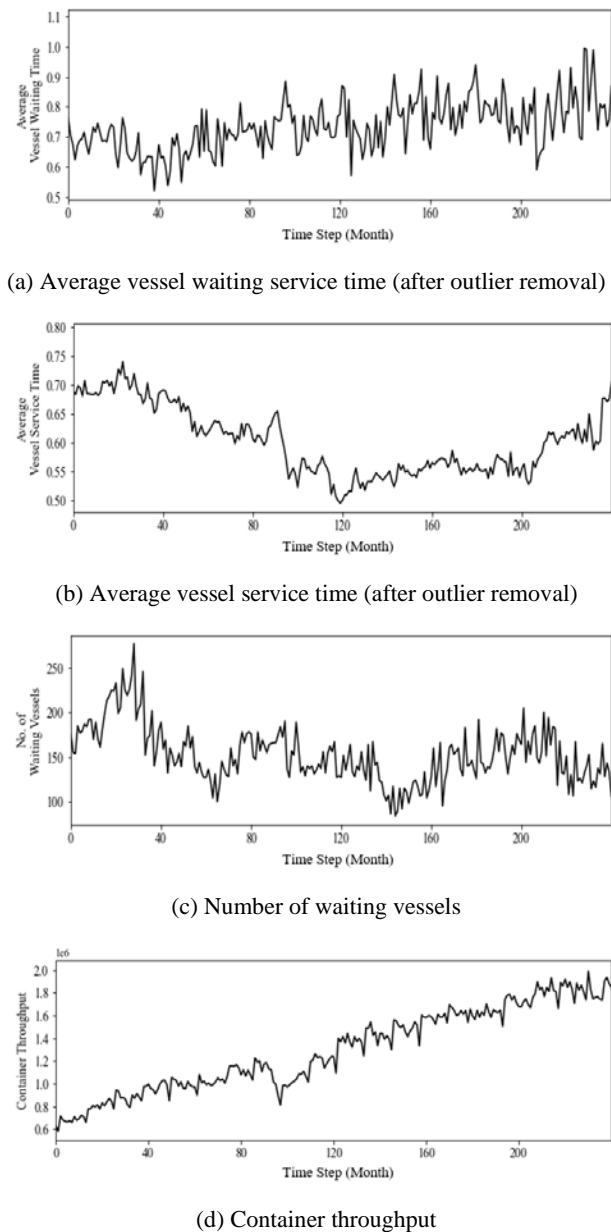 1.1
1.0
0.9
0.8
0.7
0.6
0.5
Average
Vessel Waiting Time
0 40 80 120 160 200
Time Step (Month)
(a) Average vessel waiting service time (after outlier removal)
0.80
0.75
0.70
0.65
0.60
0.55
0.50
Average
Vessel Service Time
0 40 80 120 160 200
Time Step (Month)
(b) Average vessel service time (after outlier removal)
250
200
150
100
No. of
Waiting Vessels
0 40 80 120 160 200
Time Step (Month)
(c) Number of waiting vessels
1e6
2.0
1.8
1.6
1.4
1.2
1.0
0.8
0.6
Container Throughput
0 40 80 120 160 200
Time Step (Month)
(d) Container throughput